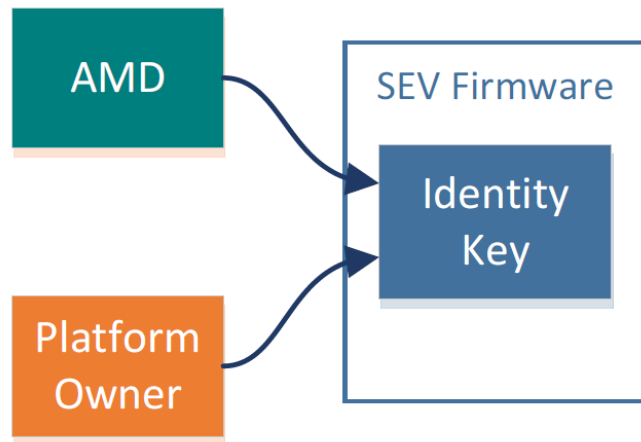 AMD
SEV Firmware
Identity
Key
Platform
Owner